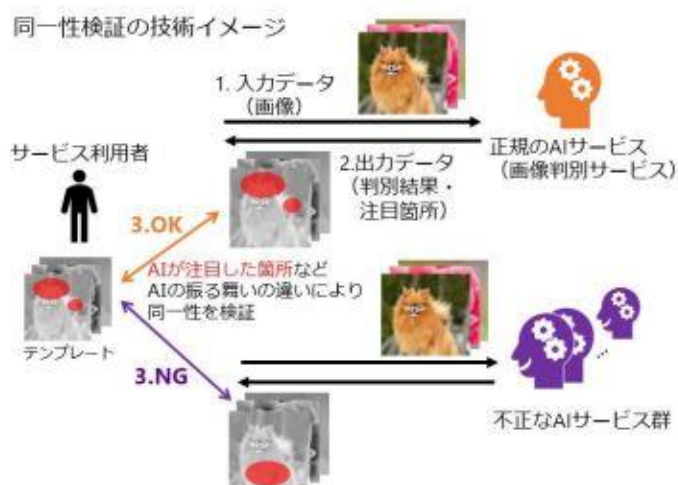 同一性検証の技術イメージ
1. 入力データ
（画像）
正規のAIサービス
（画像判別サービス）
サービス利用者
2.出力データ
（判別結果・
注目箇所）
3.OK
AIが注目した箇所など
AIの振る舞いの違いにより
同一性を検証
テンプレート
3.NG
...
不正なAIサービス群